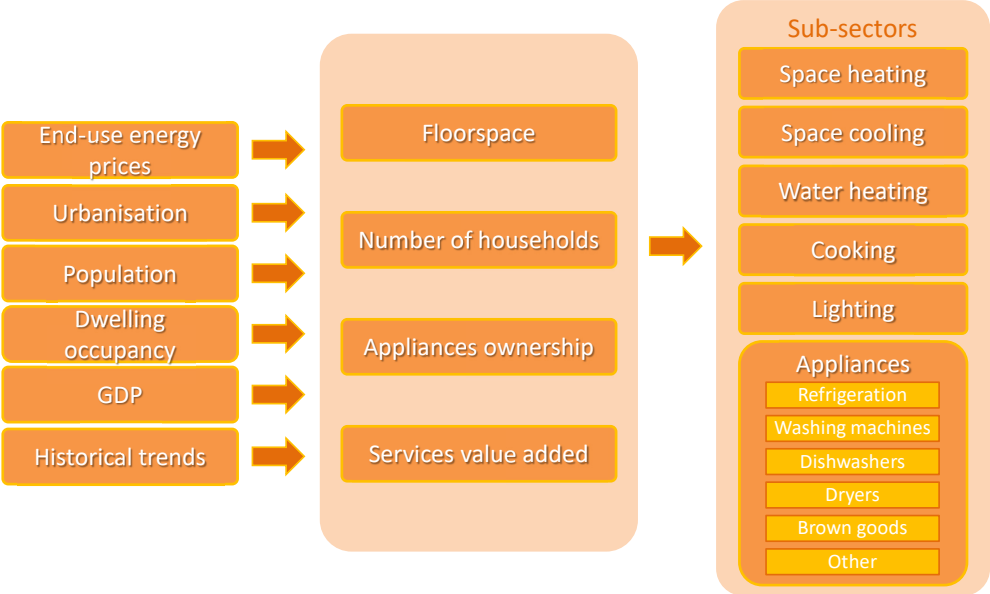 End-use energy
prices
Urbanisation
Population
Dwelling
occupancy
GDP
Historical trends
Floorspace
Number of households
Appliances ownership
Services value added
Sub-sectors
Space heating
Space cooling
Water heating
Cooking
Lighting
Appliances
Refrigeration
Washing machines
Dishwashers
Dryers
Brown goods
Other